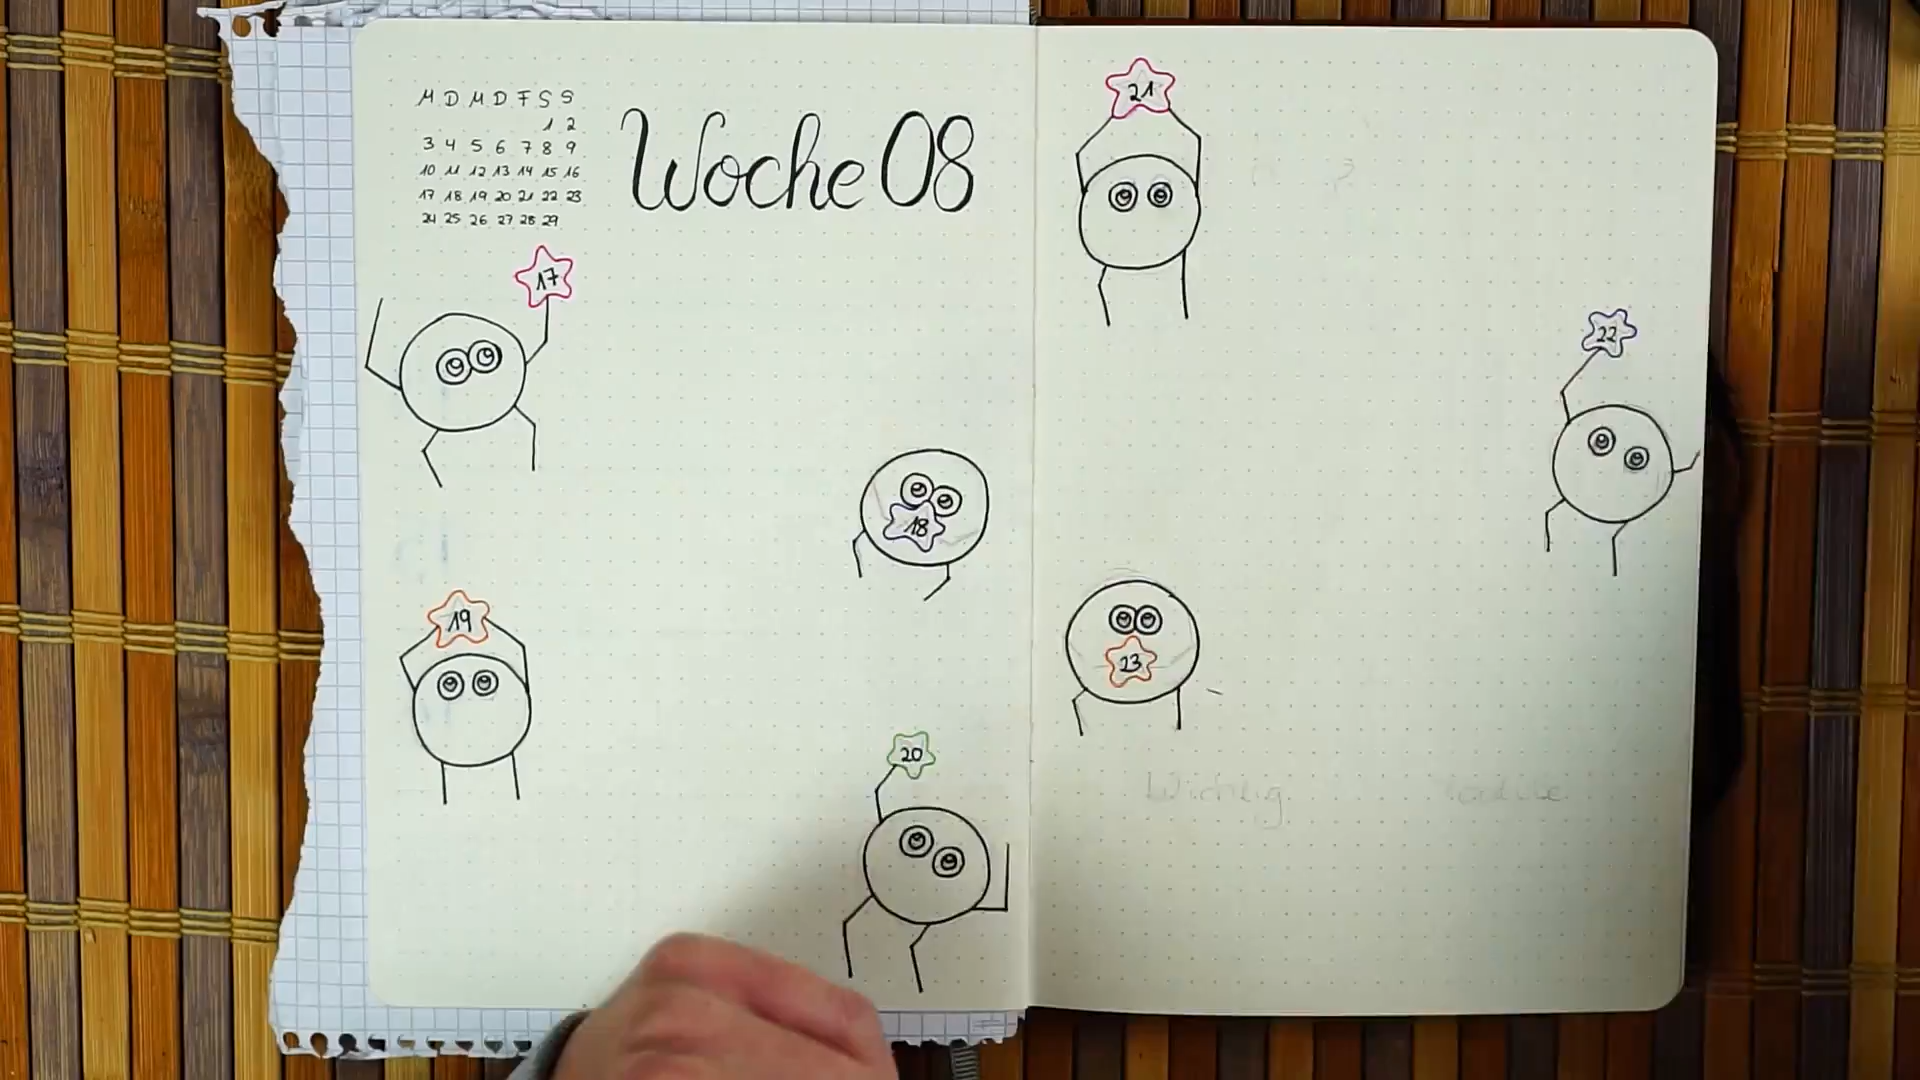 M D M D F S S
1 2
3 4 5 6 7 8 9
10 11 12 13 14 15 16
17 18 19 20 21 22 23
24 25 26 27 28 29
Woche 08
17
18
19
20
21
22
23
Wichtig